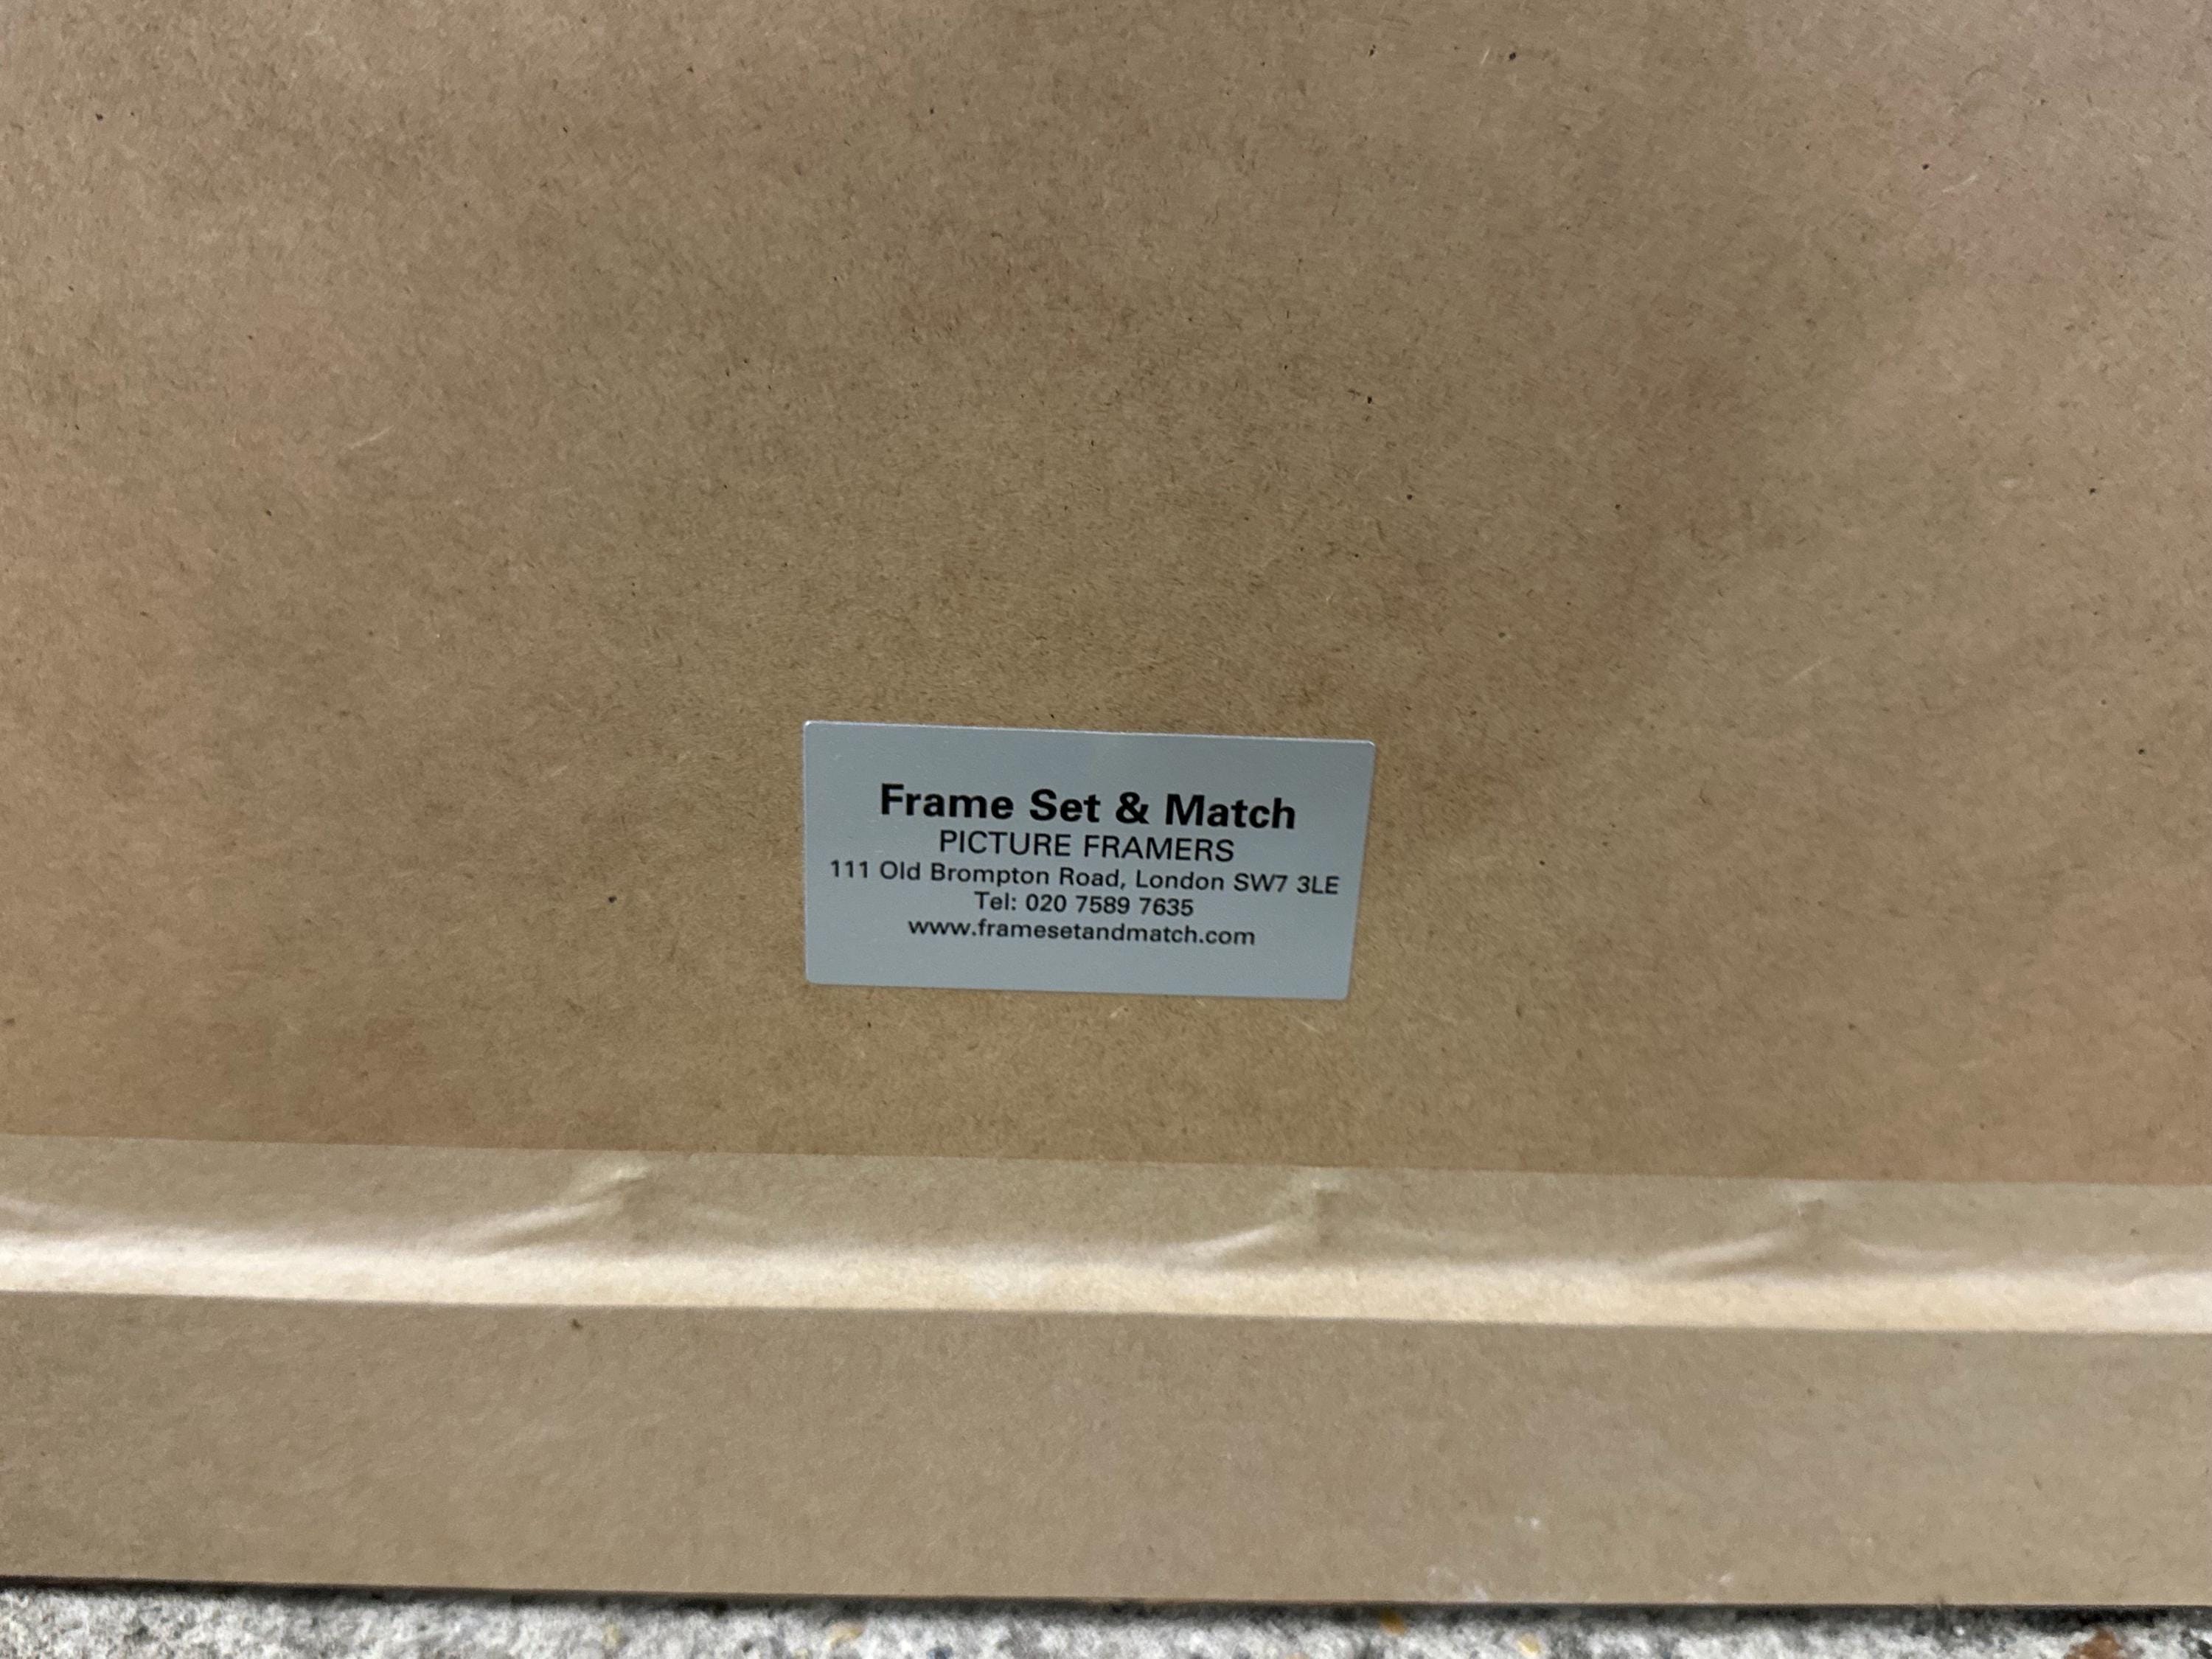 Frame Set & Match
PICTURE FRAMERS
111 Old Brompton Road, London SW7 3LE
Tel: 020 7589 7635
www.framesetandmatch.com